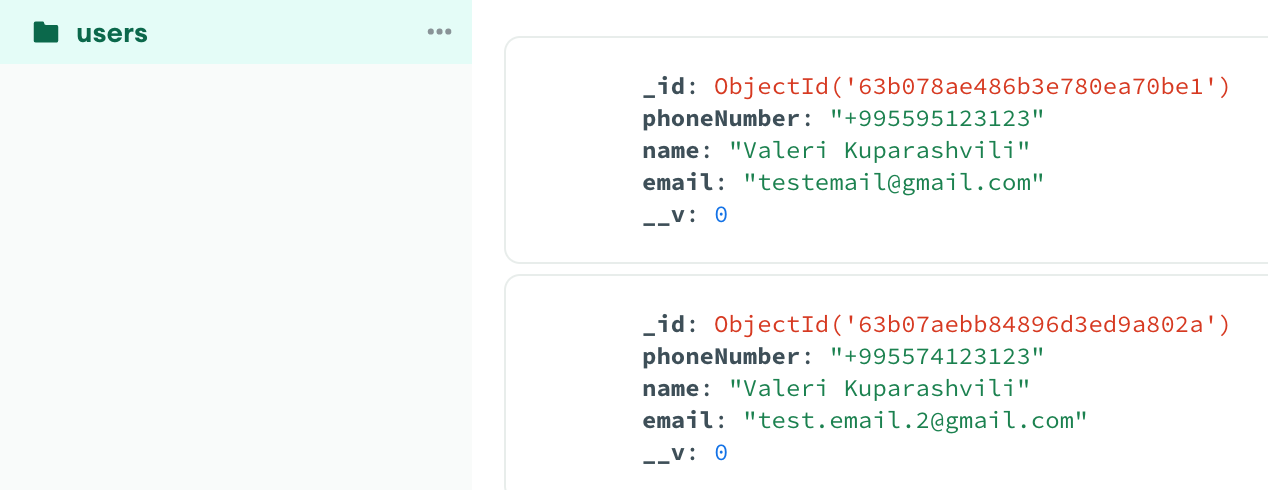 users
_id: ObjectId('63b078ae486b3e780ea70be1')
phoneNumber: "+995595123123"
name: "Valeri Kuparashvili"
email: "testemail@gmail.com"
__v: 0
_id: ObjectId('63b07aebb84896d3ed9a802a')
phoneNumber: "+995574123123"
name: "Valeri Kuparashvili"
email: "test.email.2@gmail.com"
__v: 0